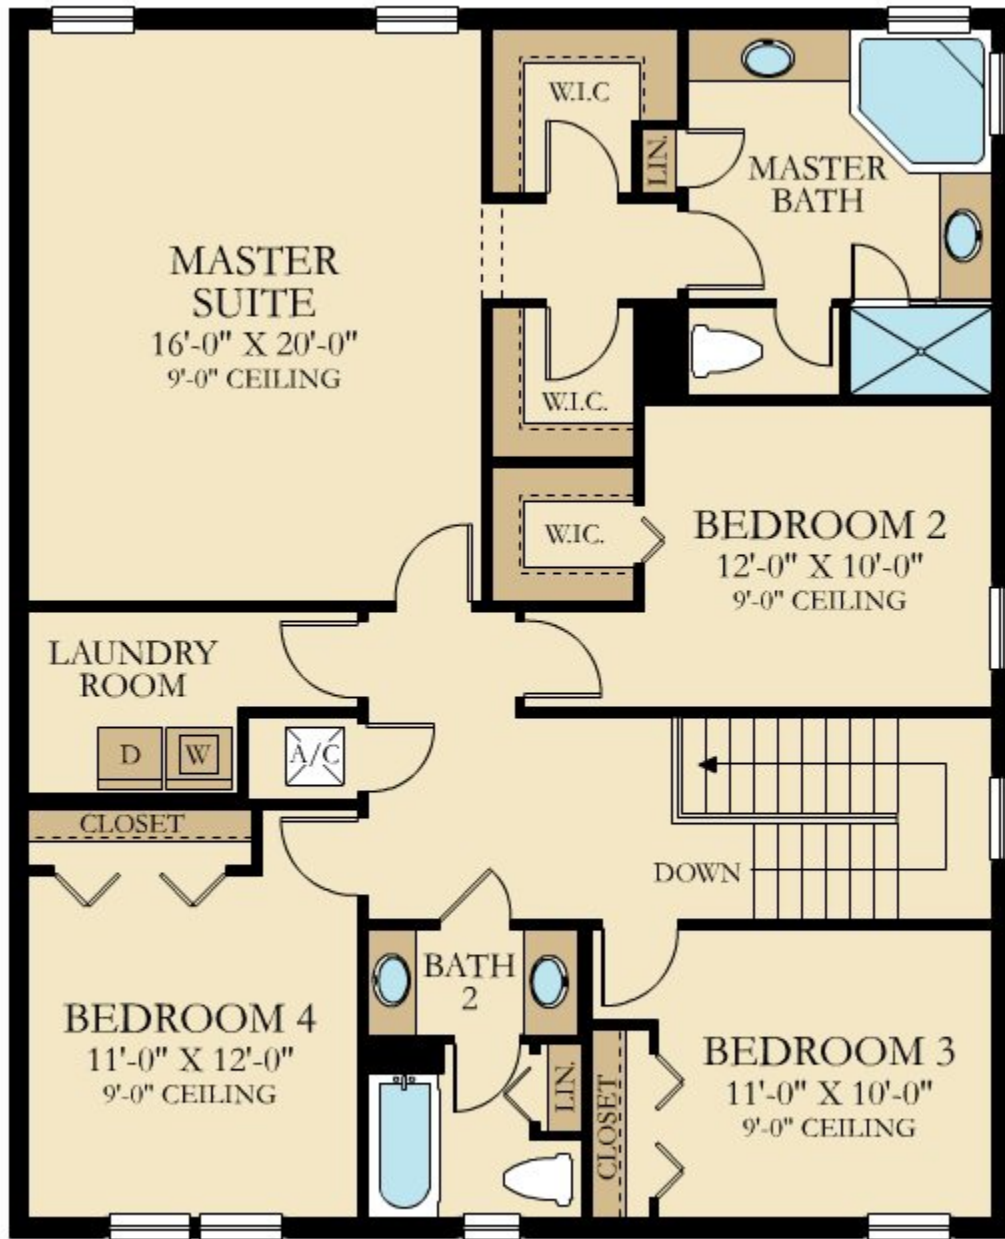 W.I.C
LIN.
MASTER
BATH
MASTER
SUITE
16'-0" X 20'-0"
9'-0" CEILING
W.I.C.
W.IC.
BEDROOM 2
12'-0" X 10'-0"
9'-0" CEILING
LAUNDRY
ROOM
D
W
A/C
CLOSET
DOWN
BATH
2
BEDROOM 4
11'-0" X 12'-0"
9'-0" CEILING
LIN.
CLOSET
BEDROOM 3
11'-0" X 10'-0"
9'-0" CEILING